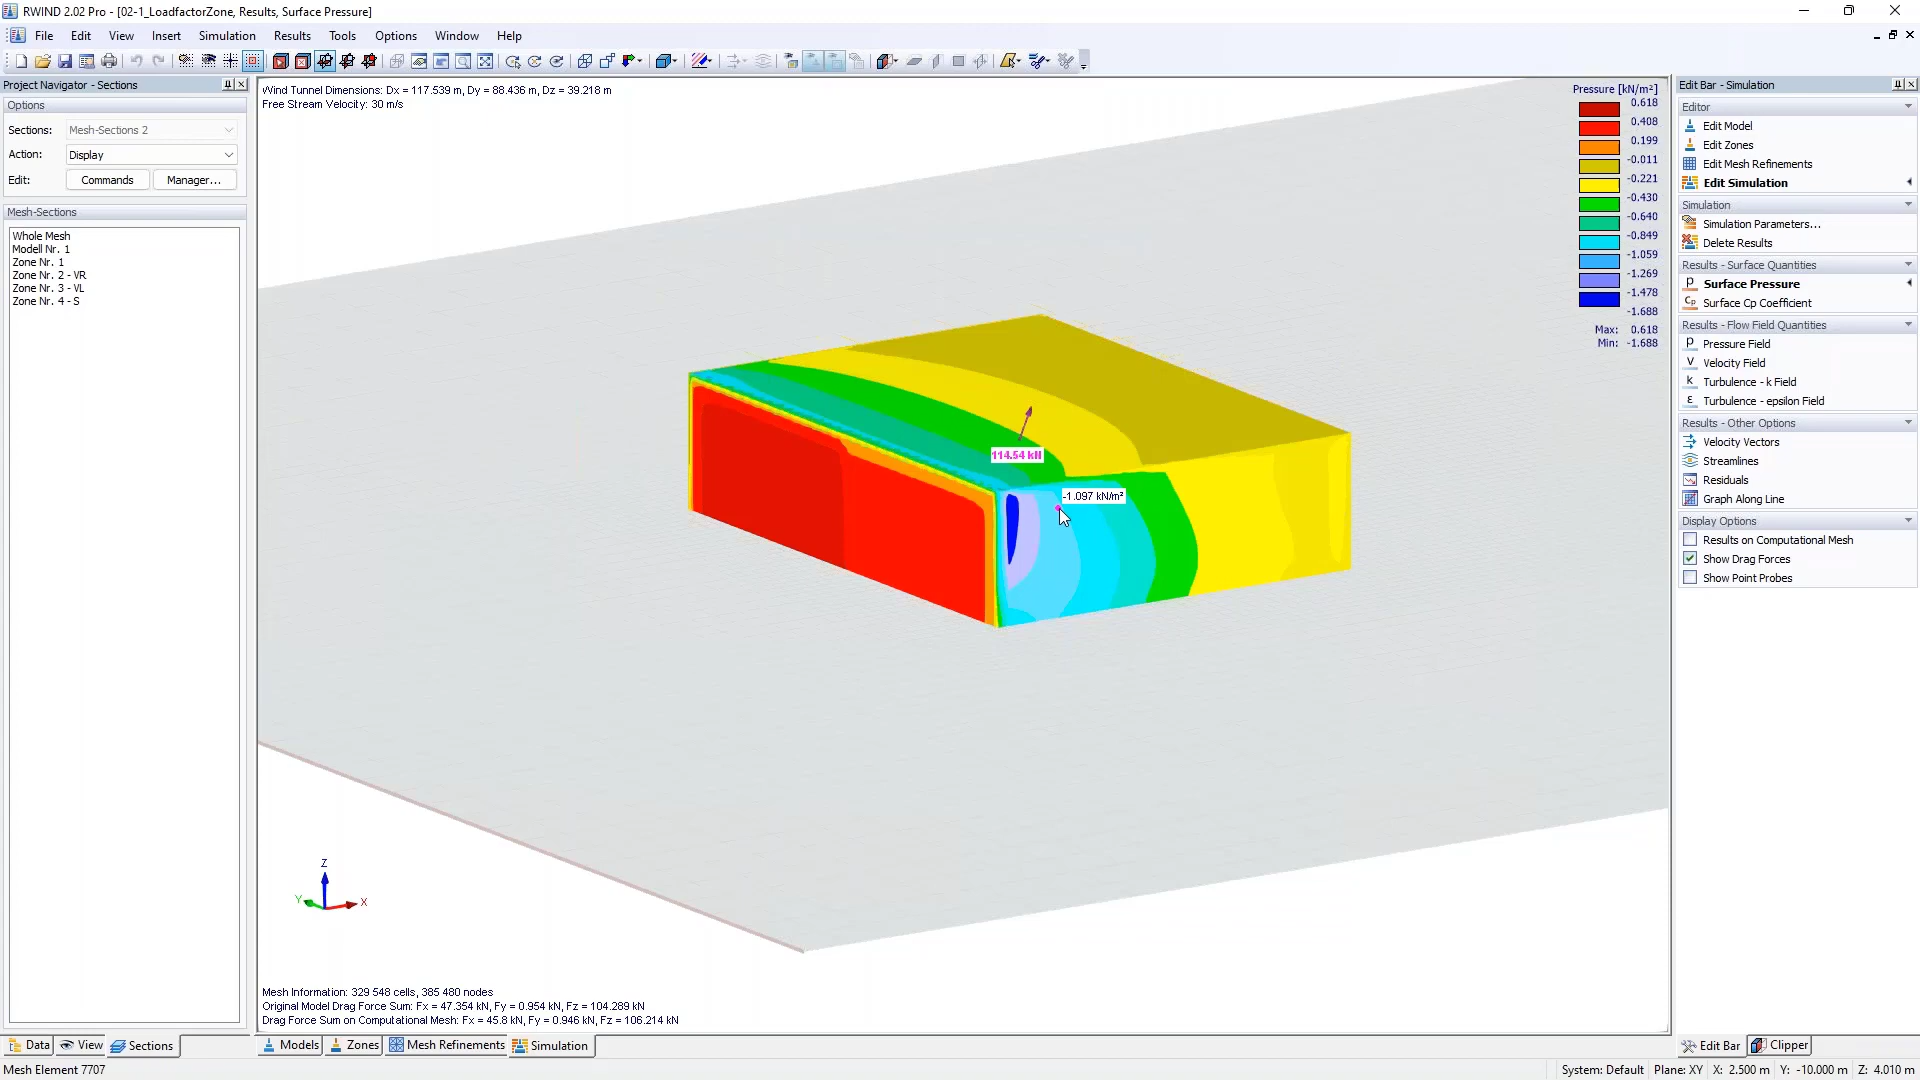 RWIND 2.02 Pro - [02-1_LoadfactorZone, Results, Surface Pressure]
File Edit View Insert Simulation Results Tools Options Window Help
Project Navigator - Sections
Options
Sections: Mesh-Sections 2
Action: Display
Edit: Commands Manager...
Mesh-Sections
Whole Mesh
Modell Nr. 1
Zone Nr. 1
Zone Nr. 2 - VR
Zone Nr. 3 - VL
Zone Nr. 4 - S
Data View Sections
Wind Tunnel Dimensions: Dx = 117.539 m, Dy = 88.436 m, Dz = 39.218 m
Free Stream Velocity: 30 m/s
Pressure [kN/m²]
0.618
0.408
0.199
-0.011
-0.221
-0.430
-0.640
-0.849
-1.059
-1.269
-1.478
-1.688
Max: 0.618
Min: -1.688
114.54 kN
-1.097 kN/m²
Z
Y
X
Mesh Information: 329 548 cells, 385 480 nodes
Original Model Drag Force Sum: Fx = 47.354 kN, Fy = 0.954 kN, Fz = 104.289 kN
Drag Force Sum on Computational Mesh: Fx = 45.8 kN, Fy = 0.946 kN, Fz = 106.214 kN
Models Zones Mesh Refinements Simulation
Edit Bar - Simulation
Editor
Edit Model
Edit Zones
Edit Mesh Refinements
Edit Simulation
Simulation
Simulation Parameters...
Delete Results
Results - Surface Quantities
p Surface Pressure
Cp Surface Cp Coefficient
Results - Flow Field Quantities
p Pressure Field
v Velocity Field
k Turbulence - k Field
ε Turbulence - epsilon Field
Results - Other Options
Velocity Vectors
Streamlines
Residuals
Graph Along Line
Display Options
Results on Computational Mesh
Show Drag Forces
Show Point Probes
Edit Bar Clipper
Mesh Element 7707
System: Default Plane: XY X: 2.500 m Y: -10.000 m Z: 4.010 m